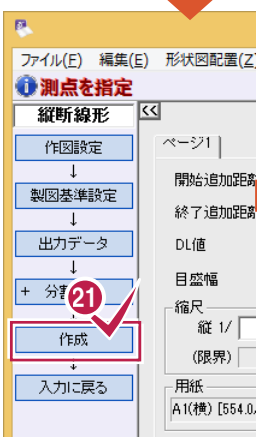 ファイル(F) 編集(E) 形状図配置(Z)
測点を指定
縦断線形
<<
作図設定
↓
製図基準設定
↓
出力データ
↓
+ 分
21
作成
↓
入力に戻る
ページ1
開始追加距離
終了追加距離
DL値
目盛幅
縮尺
縦 1/
(限界)
用紙
A1(横) [554.0